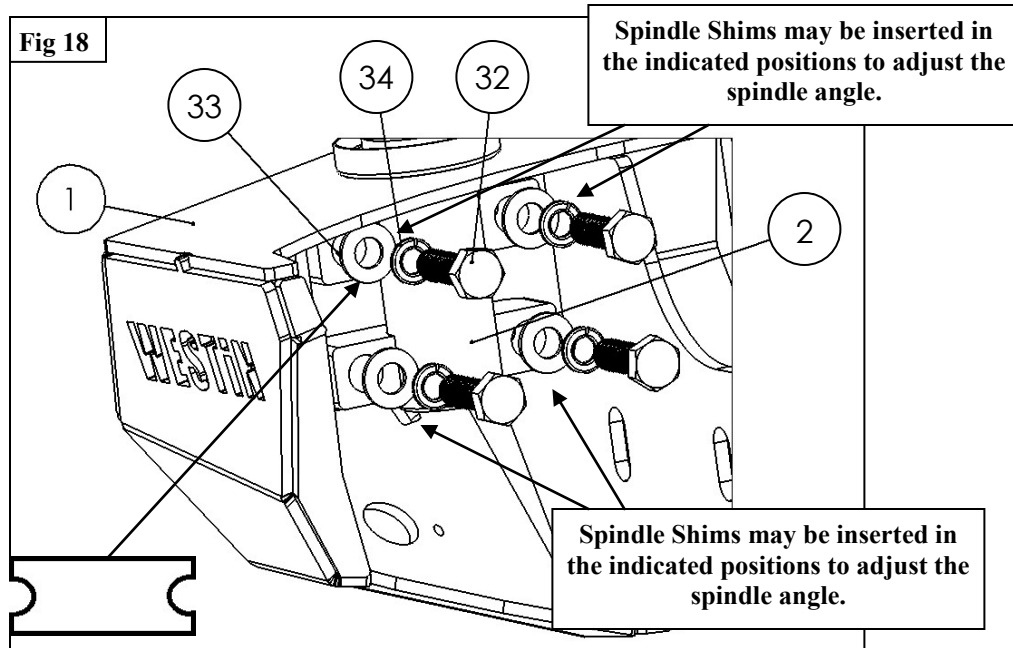 Fig 18
Spindle Shims may be inserted in
the indicated positions to adjust the
spindle angle.
33
34
32
1
2
WESTiN
Spindle Shims may be inserted in
the indicated positions to adjust the
spindle angle.